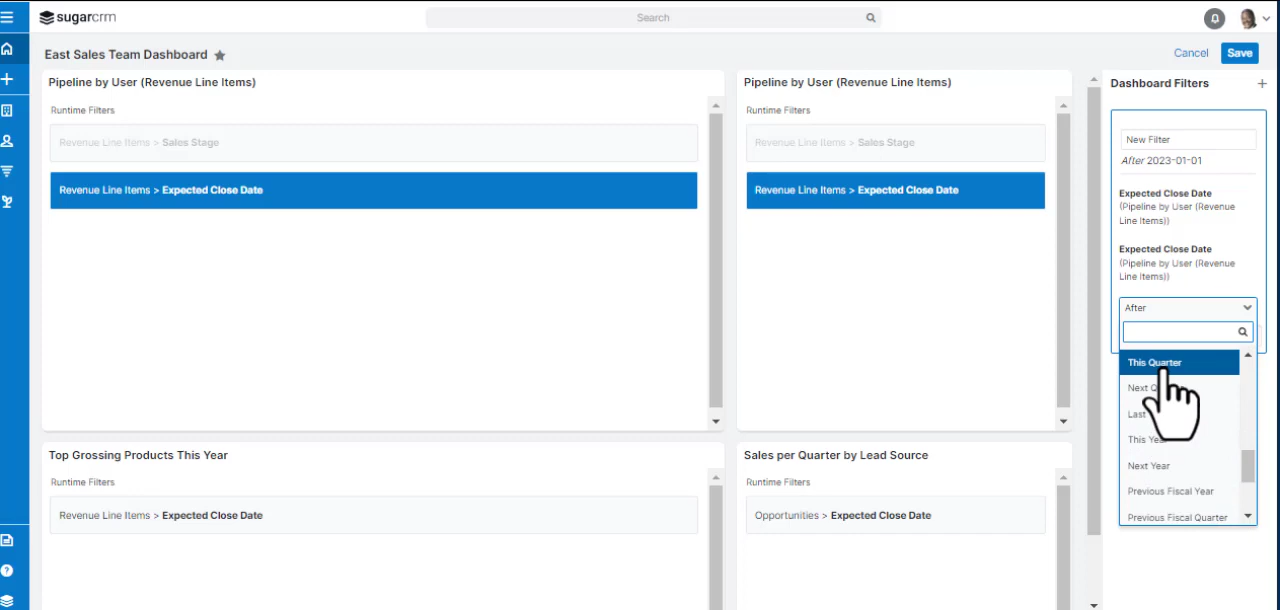 sugarcrm
Search
East Sales Team Dashboard
Cancel
Save
Pipeline by User (Revenue Line Items)
Runtime Filters
Revenue Line Items > Sales Stage
Revenue Line Items > Expected Close Date
Pipeline by User (Revenue Line Items)
Runtime Filters
Revenue Line Items > Sales Stage
Revenue Line Items > Expected Close Date
Dashboard Filters
New Filter
After 2023-01-01
Expected Close Date
(Pipeline by User (Revenue
Line Items))
Expected Close Date
(Pipeline by User (Revenue
Line Items))
After
This Quarter
Next
Last
This Year
Next Year
Previous Fiscal Year
Previous Fiscal Quarter
Top Grossing Products This Year
Runtime Filters
Revenue Line Items > Expected Close Date
Sales per Quarter by Lead Source
Runtime Filters
Opportunities > Expected Close Date